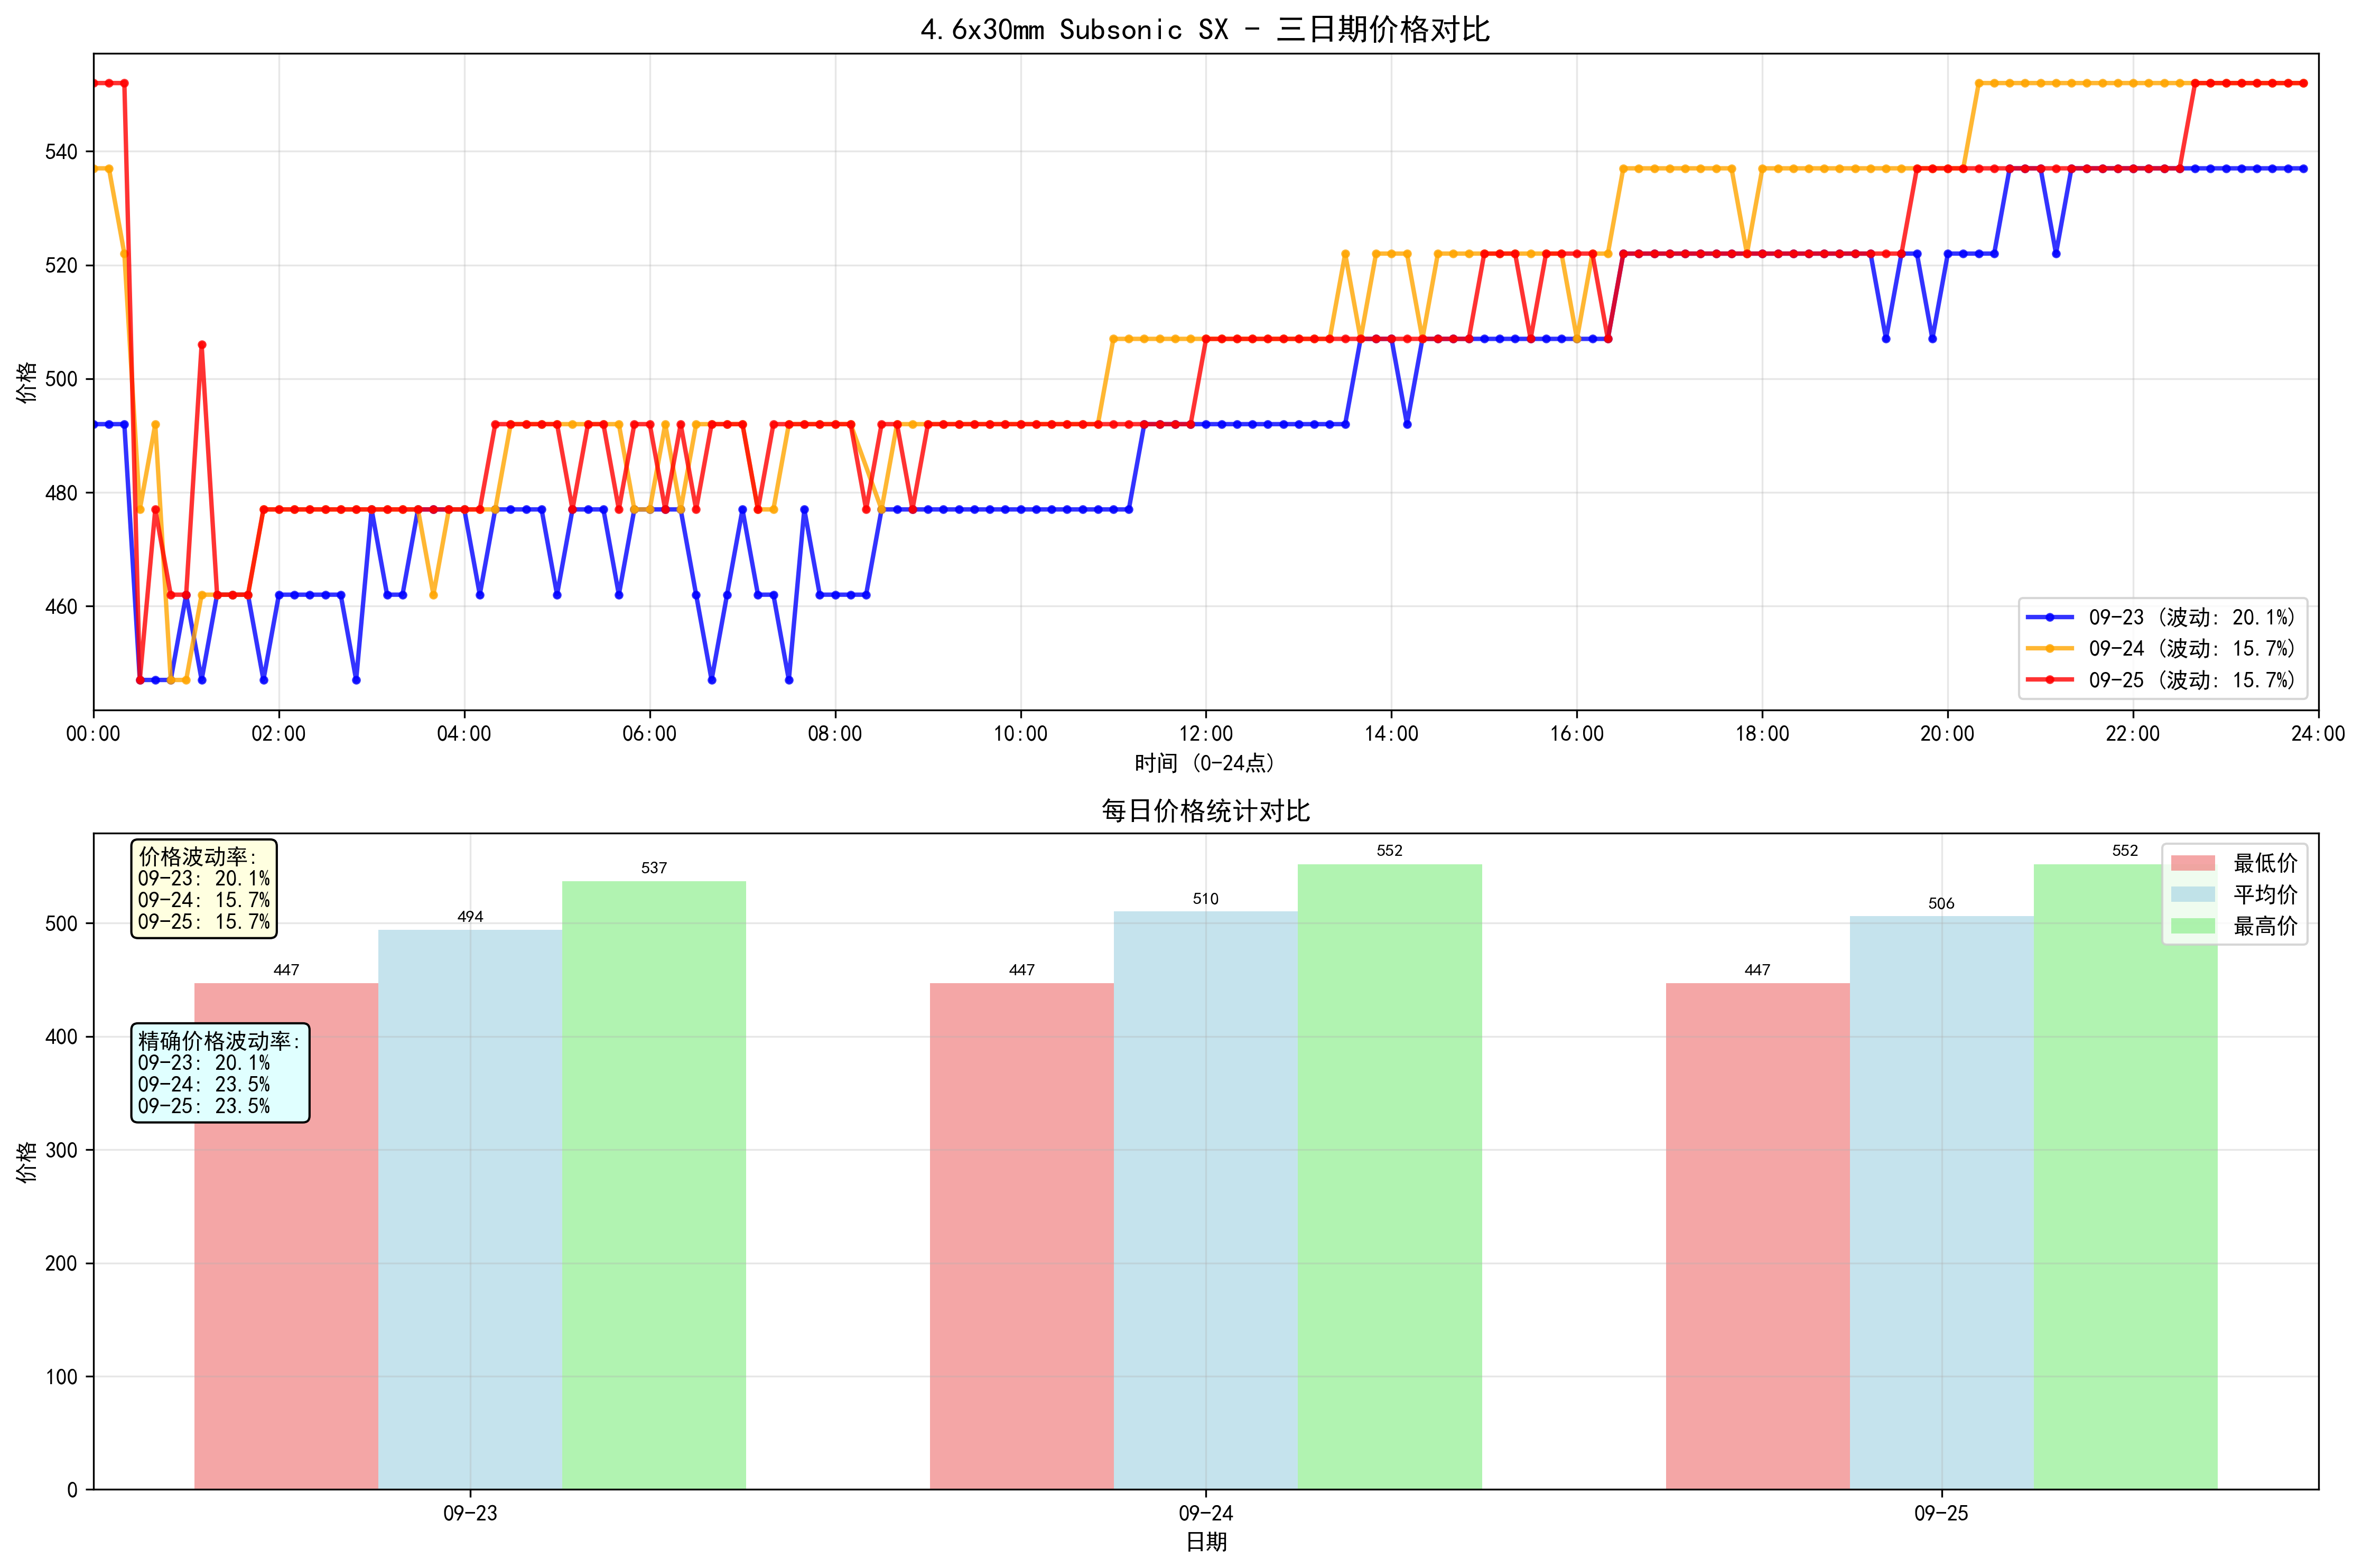 4.6x30mm Subsonic SX - 三日期价格对比
价格
540
520
500
480
460
09-23 (波动: 20.1%)
09-24 (波动: 15.7%)
09-25 (波动: 15.7%)
00:00 02:00 04:00 06:00 08:00 10:00 12:00 14:00 16:00 18:00 20:00 22:00 24:00
时间 (0-24点)
每日价格统计对比
价格
500
400
300
200
100
0
价格波动率:
09-23: 20.1%
09-24: 15.7%
09-25: 15.7%
精确价格波动率:
09-23: 20.1%
09-24: 23.5%
09-25: 23.5%
447
494
537
447
510
552
447
506
552
最低价
平均价
最高价
09-23 09-24 09-25
日期